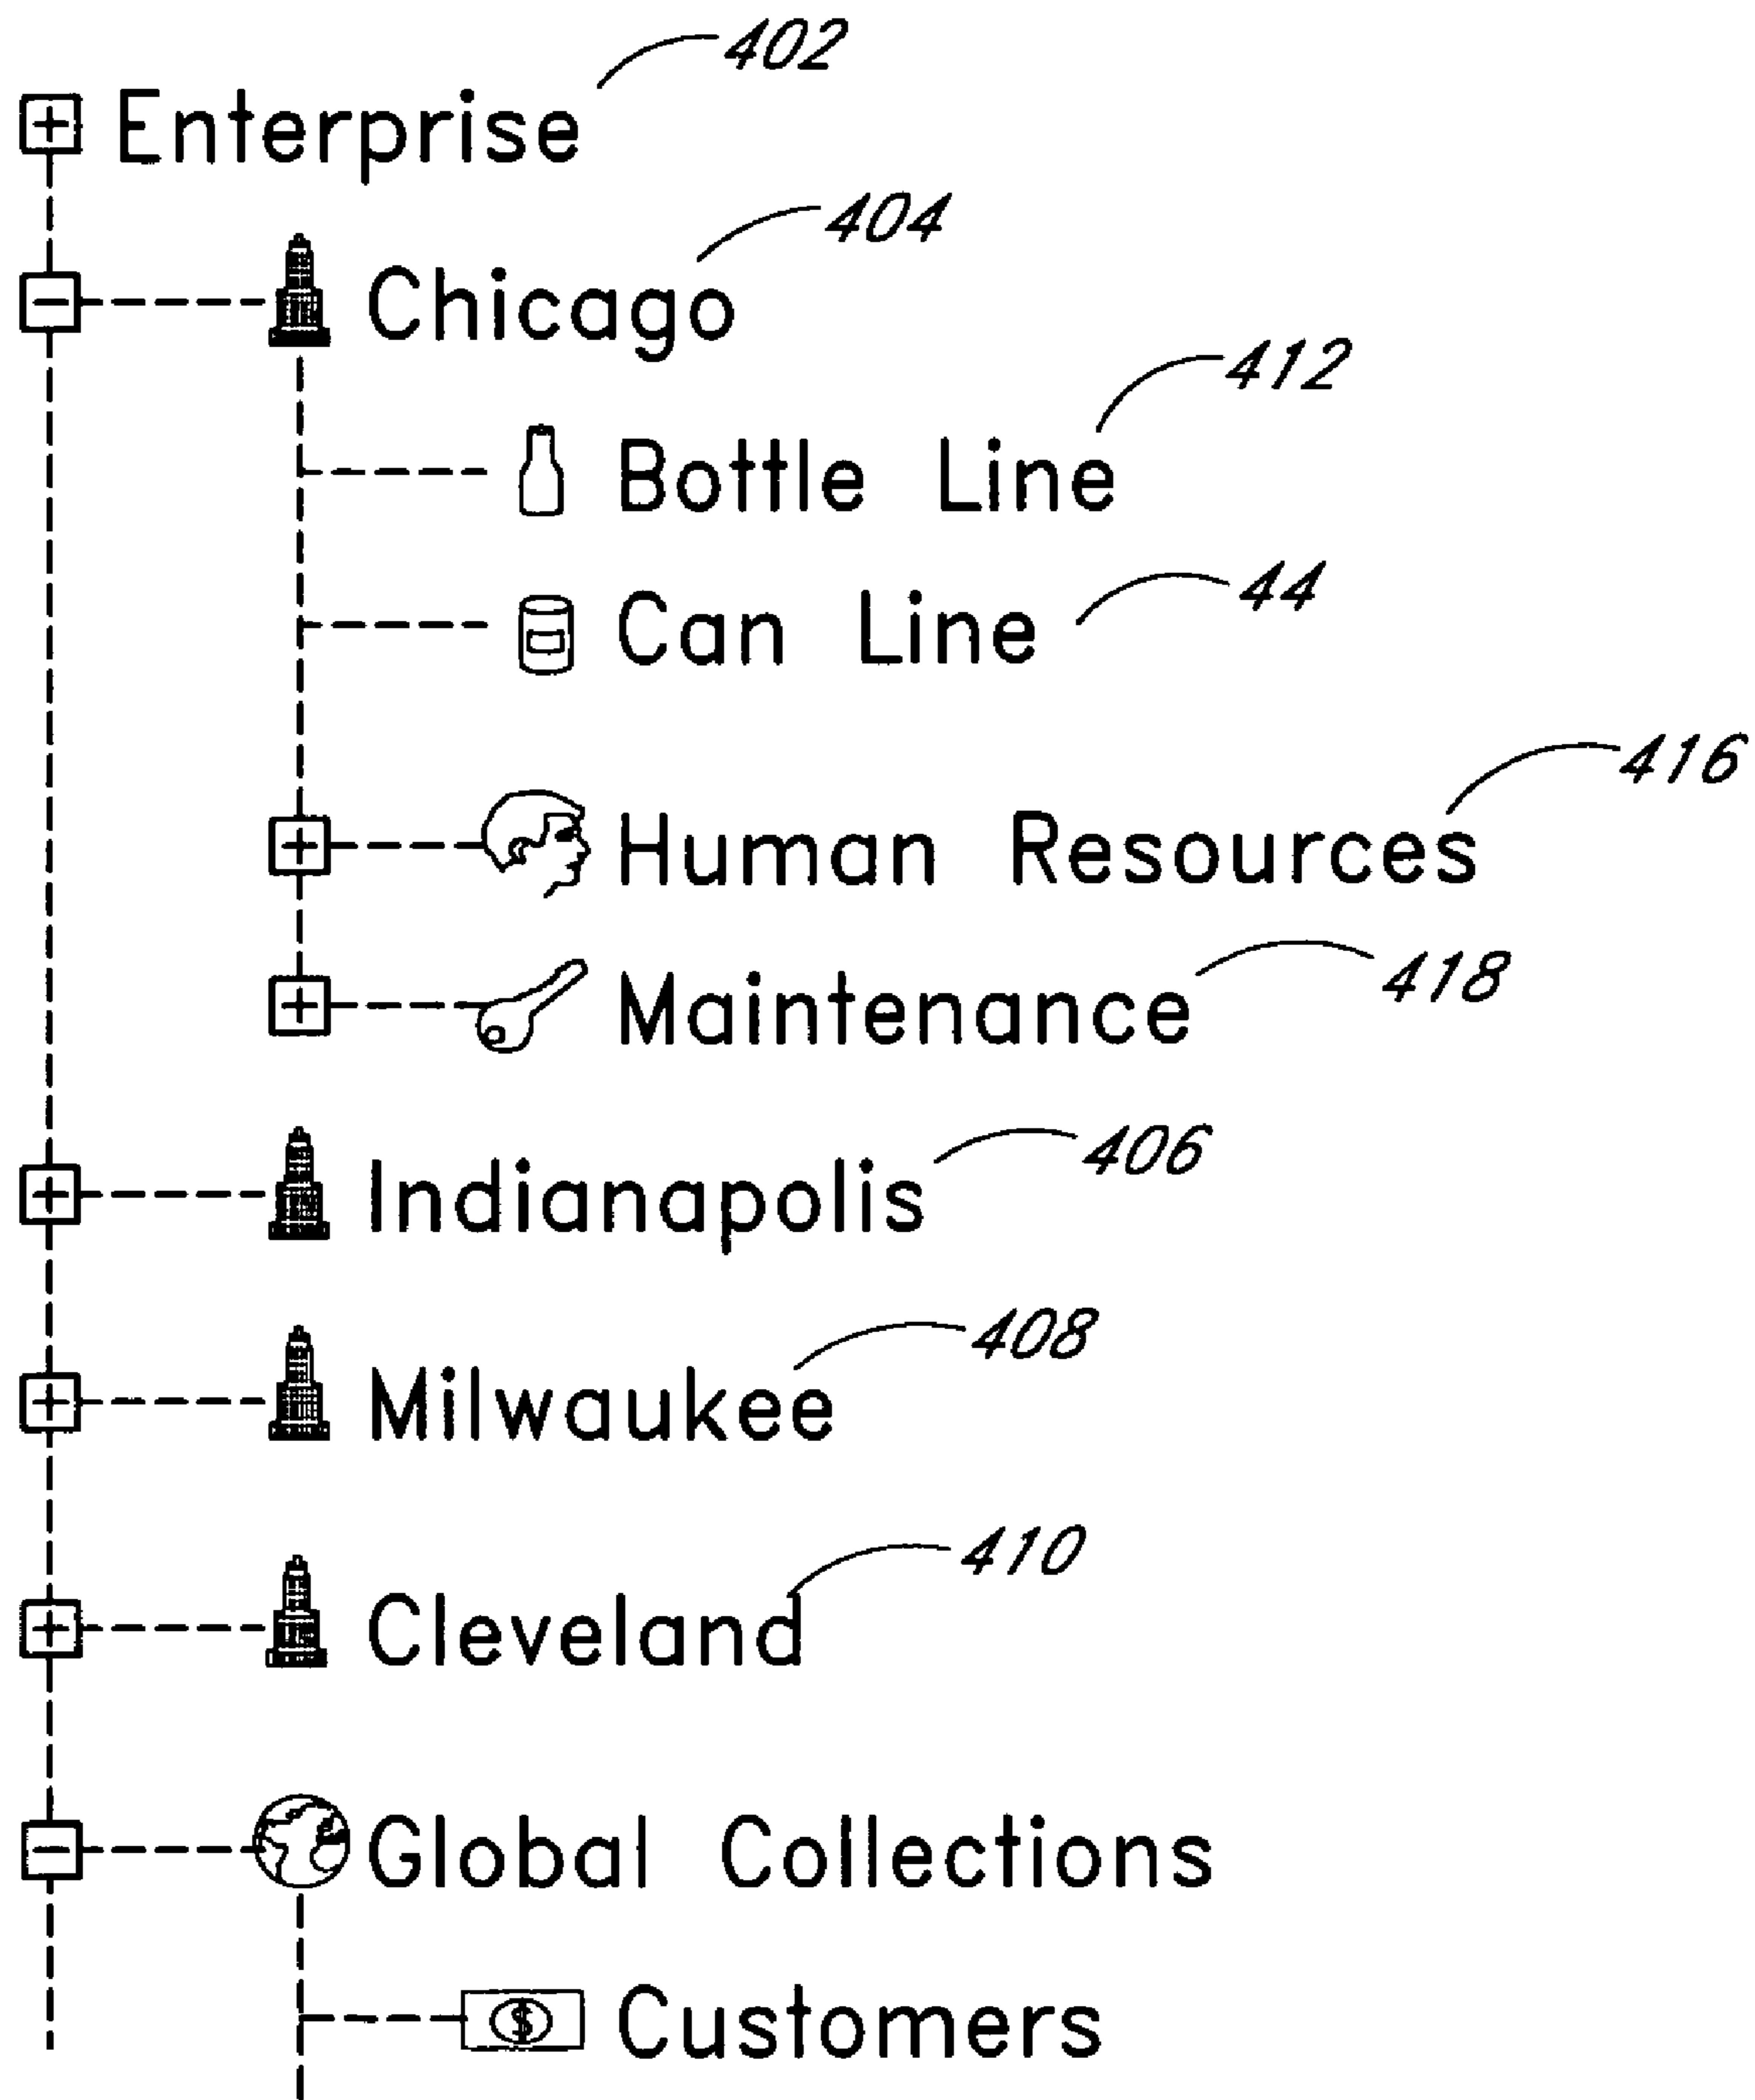 402
Enterprise
404
Chicago
412
Bottle Line
44
Can Line
416
Human Resources
418
Maintenance
406
Indianapolis
408
Milwaukee
410
Cleveland
Global Collections
$ Customers